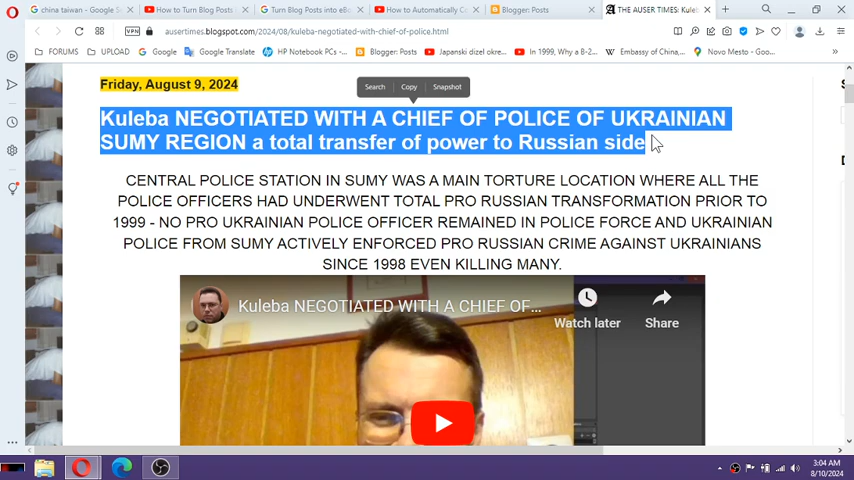 china taiwan - Google S
How to Turn Blog Posts i
Turn Blog Posts into eBo
How to Automatically C
Blogger: Posts
THE AUSER TIMES: Kuleb
VPN
ausertimes.blogspot.com/2024/08/kuleba-negotiated-with-chief-of-police.html
FORUMS
UPLOAD
Google
Google Translate
HP Notebook PCs - ...
Blogger: Posts
Japanski dizel okre...
In 1999, Why a B-2...
Embassy of China,...
Novo Mesto - Goo...
Friday, August 9, 2024
Search Copy Snapshot
Kuleba NEGOTIATED WITH A CHIEF OF POLICE OF UKRAINIAN
SUMY REGION a total transfer of power to Russian side
CENTRAL POLICE STATION IN SUMY WAS A MAIN TORTURE LOCATION WHERE ALL THE
POLICE OFFICERS HAD UNDERWENT TOTAL PRO RUSSIAN TRANSFORMATION PRIOR TO
1999 - NO PRO UKRAINIAN POLICE OFFICER REMAINED IN POLICE FORCE AND UKRAINIAN
POLICE FROM SUMY ACTIVELY ENFORCED PRO RUSSIAN CRIME AGAINST UKRAINIANS
SINCE 1998 EVEN KILLING MANY.
Kuleba NEGOTIATED WITH A CHIEF OF...
Watch later
Share
3:04 AM
8/10/2024